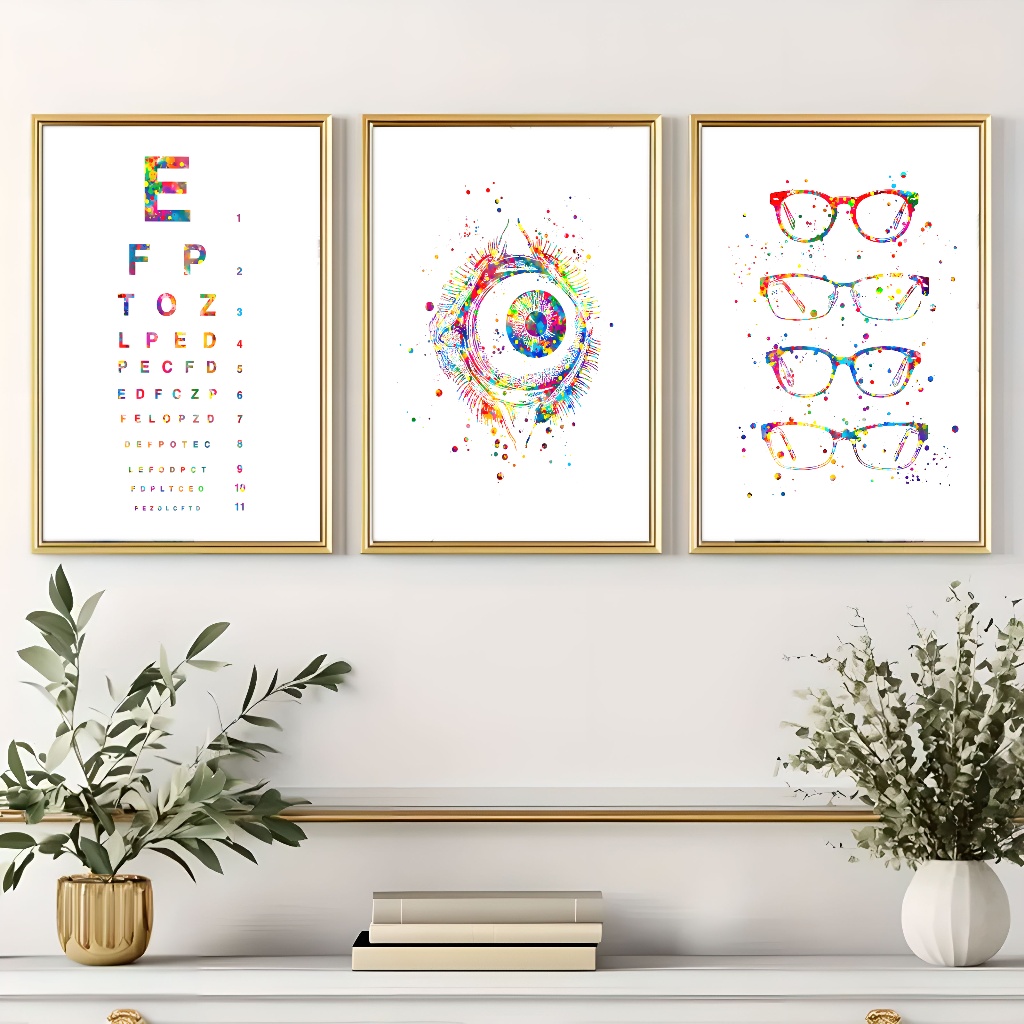 E 1
F P 2
T O Z 3
L P E D 4
P E C F D 5
E D F C Z P 6
F E L O P Z D 7
D E F P O T E C 8
L E F O D P C T 9
F D P L T C E O 10
P E Z O L C F T D 11